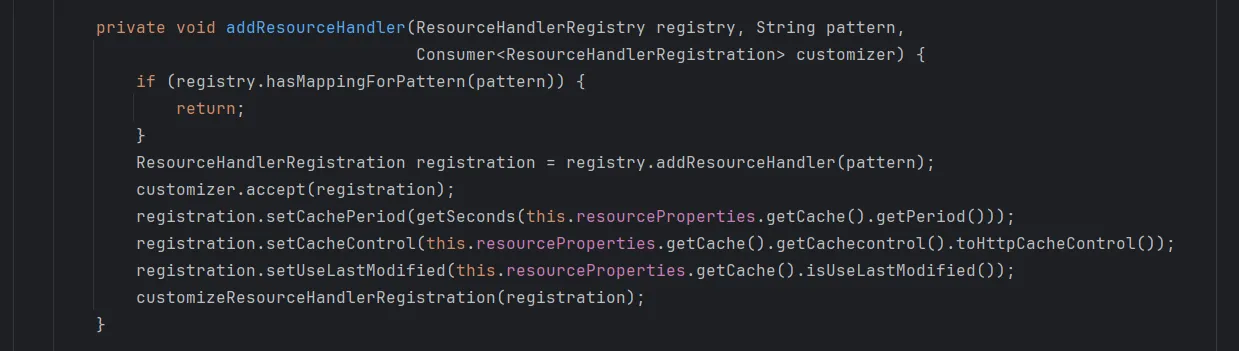 private void addResourceHandler(ResourceHandlerRegistry registry, String pattern,
Consumer<ResourceHandlerRegistration> customizer) {
if (registry.hasMappingForPattern(pattern)) {
return;
}
ResourceHandlerRegistration registration = registry.addResourceHandler(pattern);
customizer.accept(registration);
registration.setCachePeriod(getSeconds(this.resourceProperties.getCache().getPeriod()));
registration.setCacheControl(this.resourceProperties.getCache().getCachecontrol().toHttpCacheControl());
registration.setUseLastModified(this.resourceProperties.getCache().isUseLastModified());
customizeResourceHandlerRegistration(registration);
}